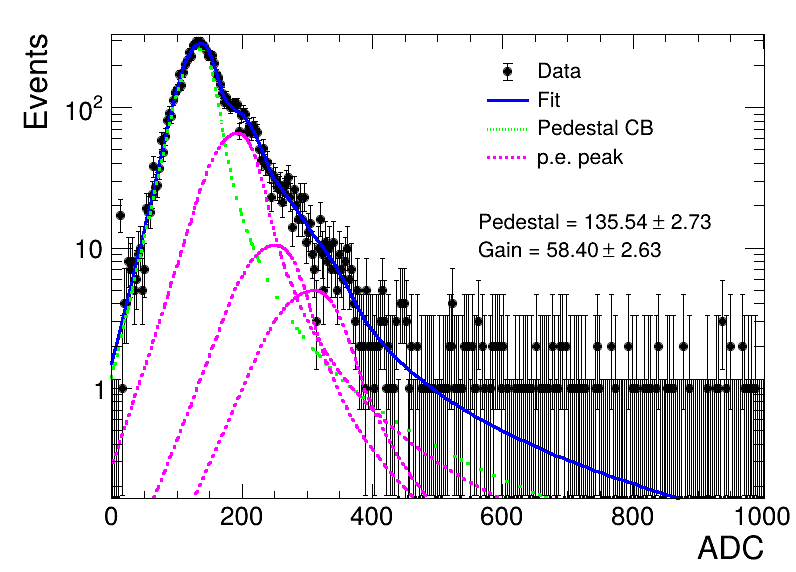 Events
10²
10
1
Data
Fit
Pedestal CB
p.e. peak
Pedestal = 135.54 ± 2.73
Gain = 58.40 ± 2.63
0 200 400 600 800 1000
ADC